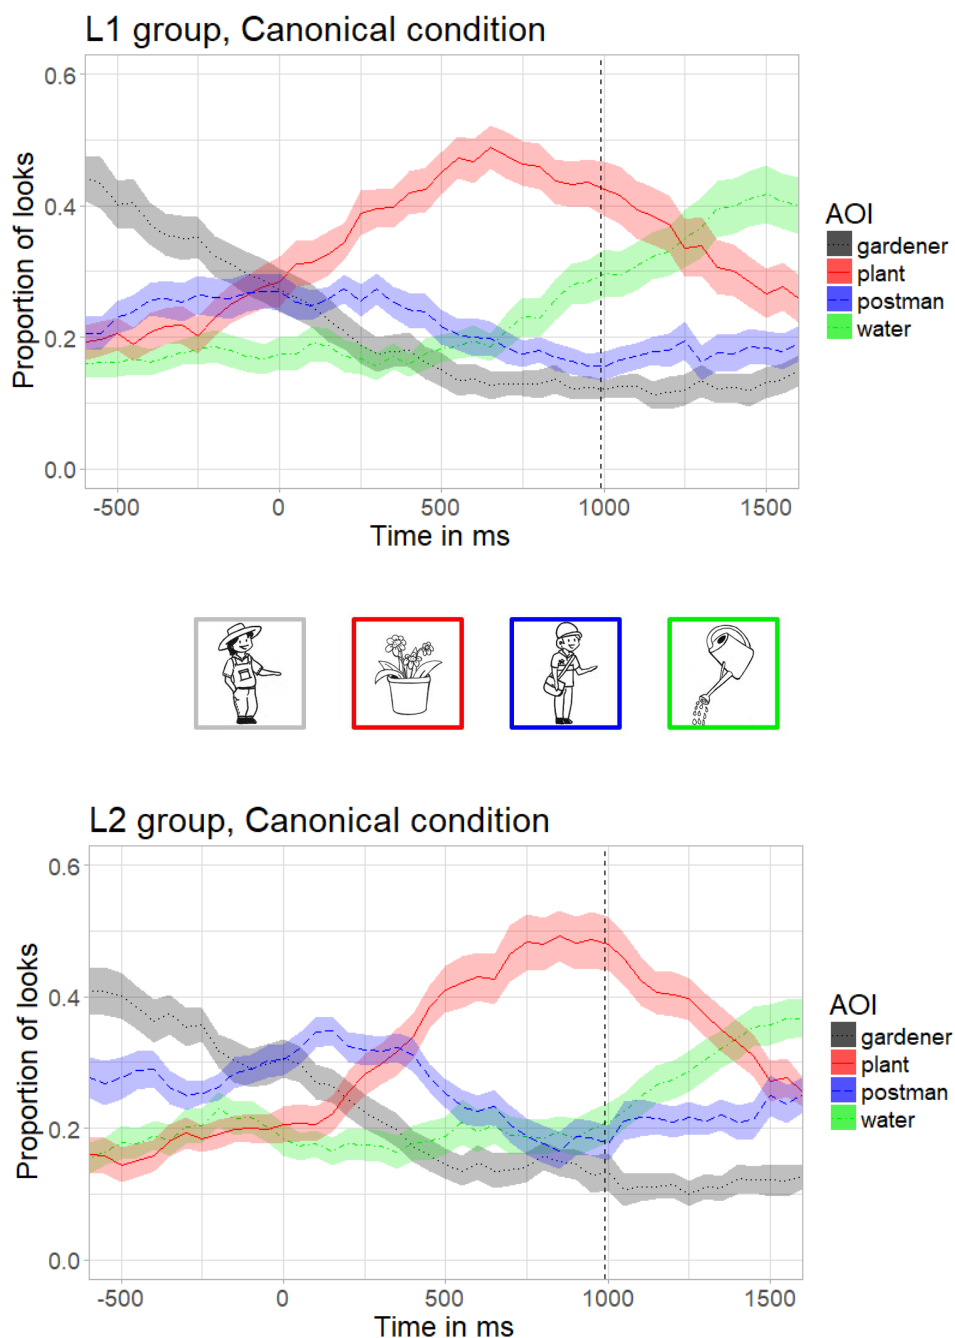 L1 group, Canonical condition
Proportion of looks
0.6
0.4
0.2
0.0
-500 0 500 1000 1500
Time in ms
AOI
gardener
plant
postman
water
L2 group, Canonical condition
Proportion of looks
0.6
0.4
0.2
0.0
-500 0 500 1000 1500
Time in ms
AOI
gardener
plant
postman
water